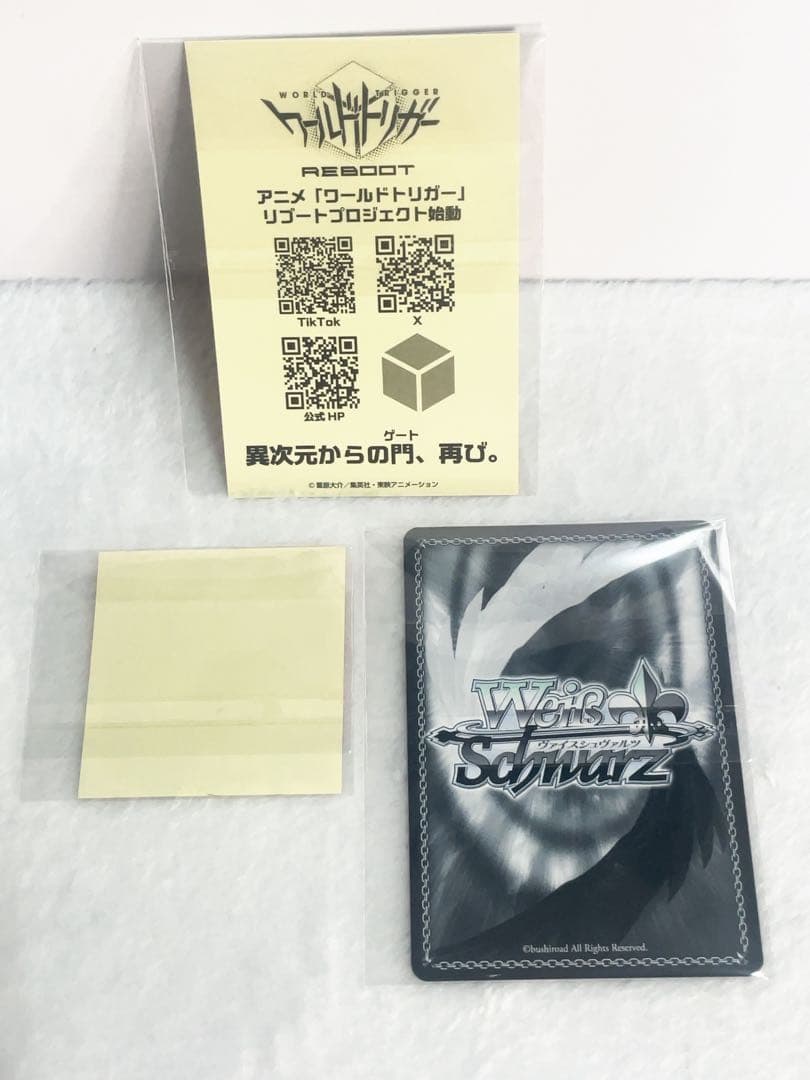 WORLD TRIGGER
ワールドトリガー
REBOOT
アニメ「ワールドトリガー」
リブートプロジェクト始動
TikTok
X
公式HP
ゲート
異次元からの門、再び。
©葦原大介/集英社・東映アニメーション
Weiß
ヴァイスシュヴァルツ
Schwarz
©bushiroad All Rights Reserved.